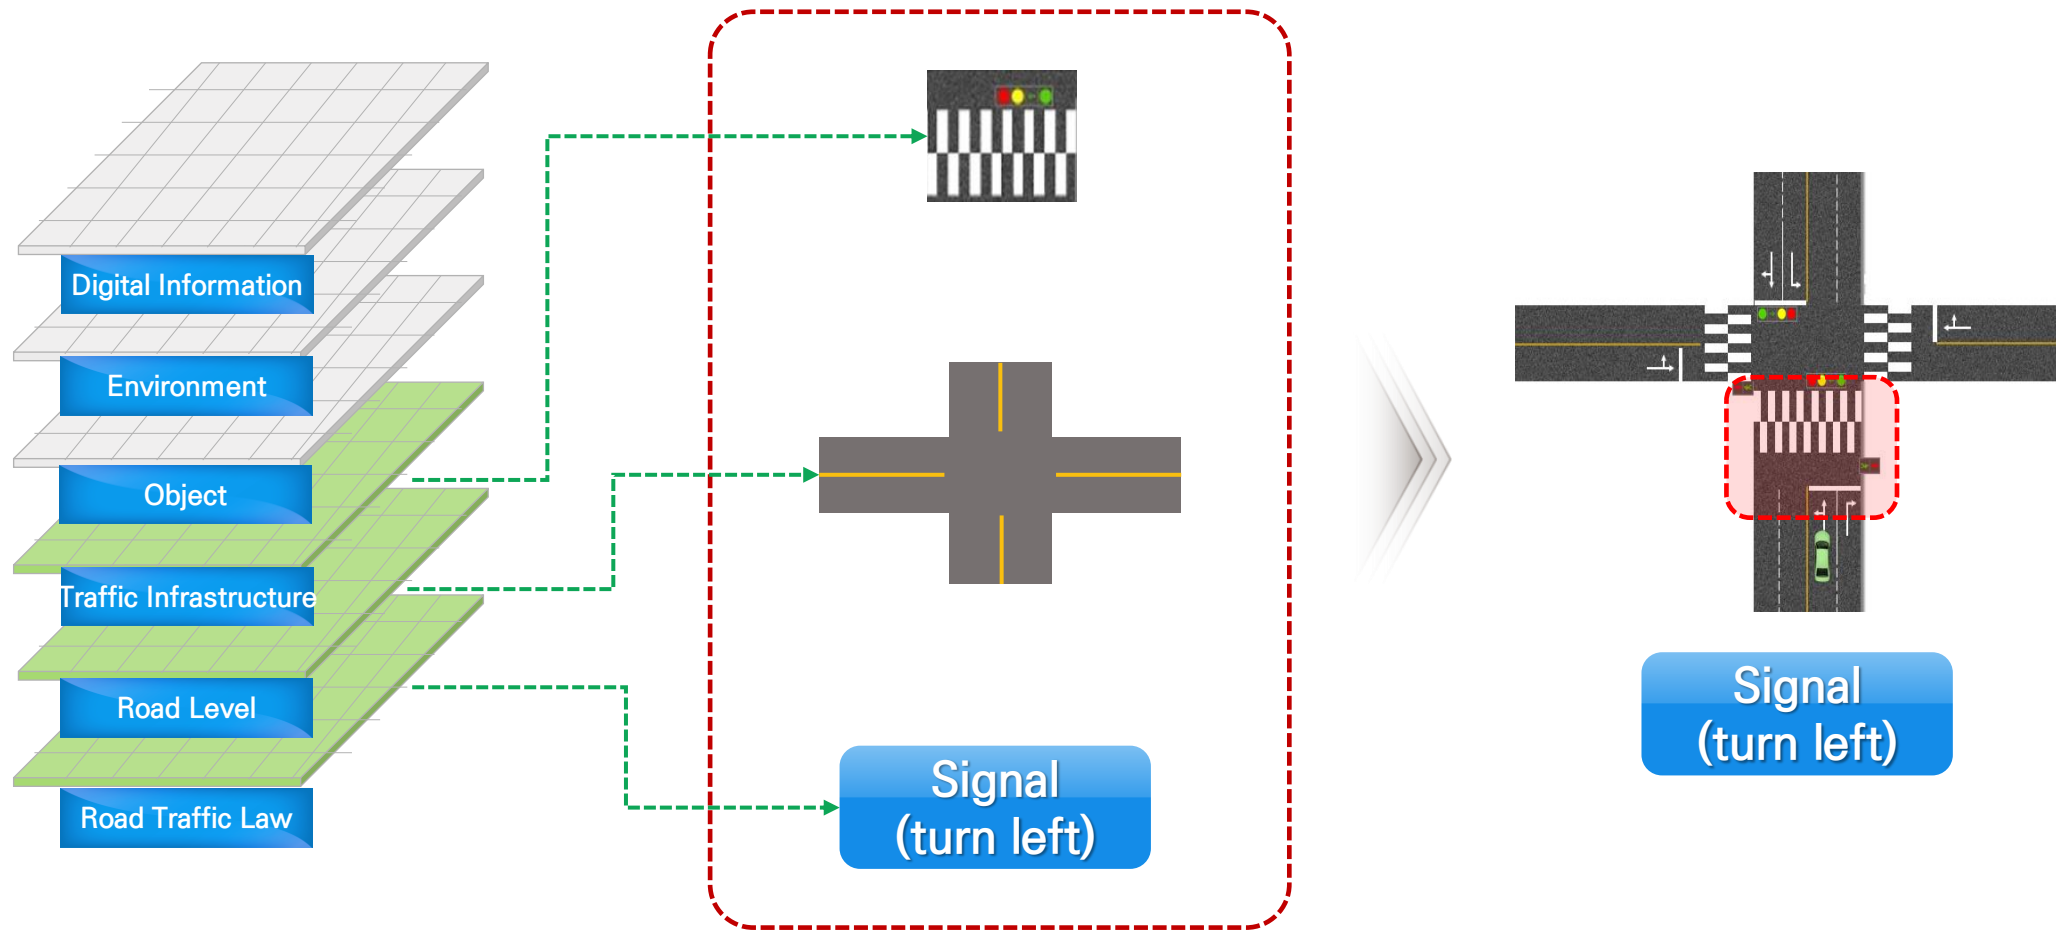 Digital Information
Environment
Object
Traffic Infrastructure
Road Level
Road Traffic Law
Signal
(turn left)
Signal
(turn left)